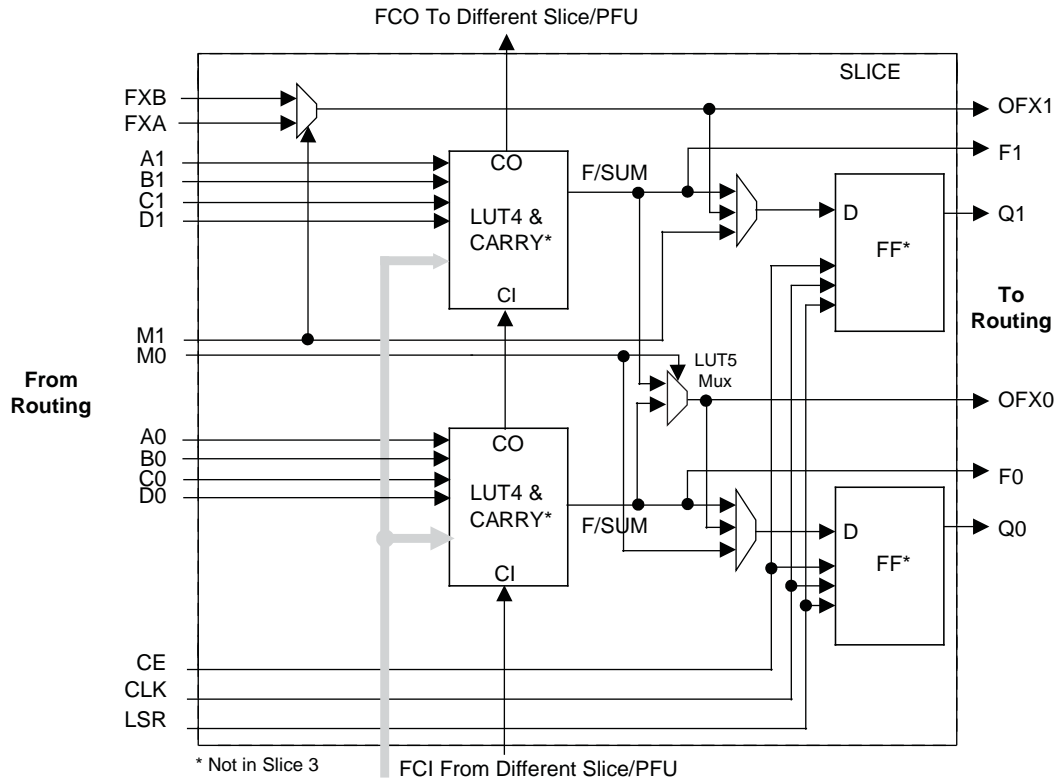 FCO To Different Slice/PFU
SLICE
FXB
FXA
OFX1
F1
A1
B1
C1
D1
CO
F/SUM
LUT4 &
CARRY*
CI
D
FF*
Q1
To
Routing
M1
M0
From
Routing
LUT5
Mux
OFX0
A0
B0
C0
D0
CO
LUT4 &
CARRY*
F/SUM
CI
F0
D
FF*
Q0
CE
CLK
LSR
* Not in Slice 3
FCI From Different Slice/PFU